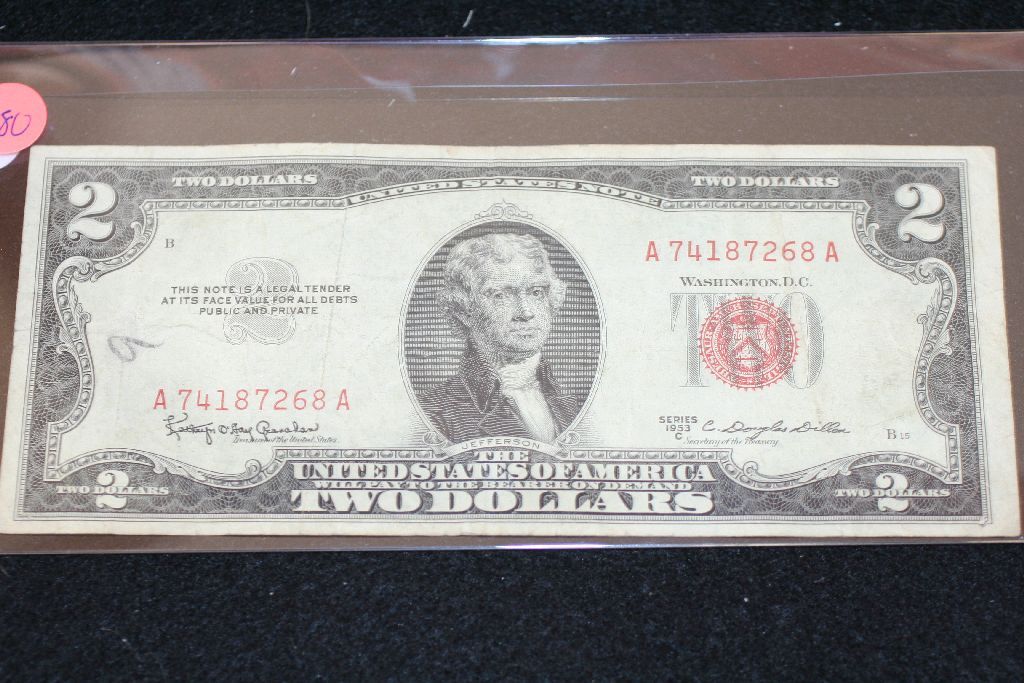 80
TWO DOLLARS
UNITED STATES NOTE
TWO DOLLARS
2
2
B
A 74187268 A
WASHINGTON, D.C.
2
THIS NOTE IS A LEGAL TENDER
AT ITS FACE VALUE FOR ALL DEBTS
PUBLIC AND PRIVATE
TWO
9
A 74187268 A
Treasurer of the United States.
SERIES
1953
C
C. Douglas Dillon
Secretary of the Treasury.
B 15
JEFFERSON
THE
UNITED STATES OF AMERICA
WILL PAY TO THE BEARER ON DEMAND
TWO DOLLARS
2
TWO DOLLARS
2
TWO DOLLARS